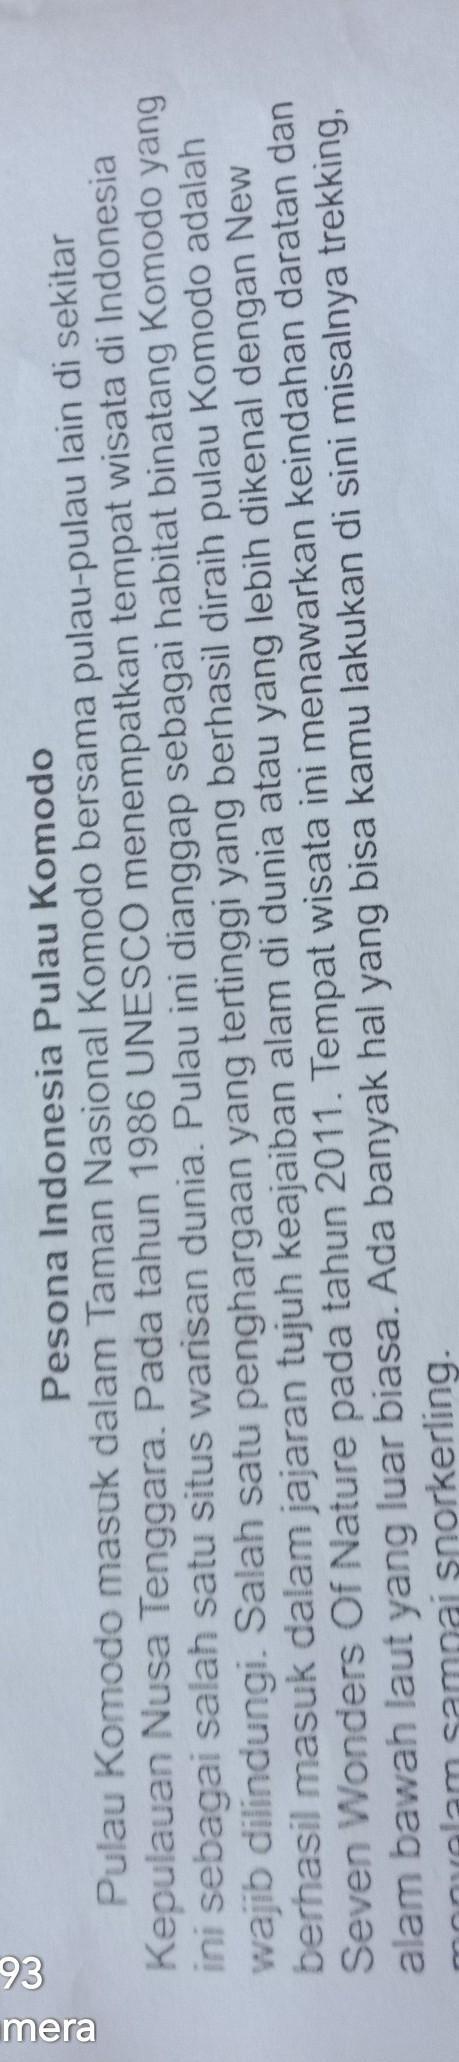 Pesona Indonesia Pulau Komodo
Pulau Komodo masuk dalam Taman Nasional Komodo bersama pulau-pulau lain di sekitar
Kepulauan Nusa Tenggara. Pada tahun 1986 UNESCO menempatkan tempat wisata di Indonesia
ini sebagai salah satu situs warisan dunia. Pulau ini dianggap sebagai habitat binatang Komodo yang
wajib dilindungi. Salah satu penghargaan yang tertinggi yang berhasil diraih pulau Komodo adalah
berhasil masuk dalam jajaran tujuh keajaiban alam di dunia atau yang lebih dikenal dengan New
Seven Wonders Of Nature pada tahun 2011. Tempat wisata ini menawarkan keindahan daratan dan
alam bawah laut yang luar biasa. Ada banyak hal yang bisa kamu lakukan di sini misalnya trekking,
menyelam sampai snorkerling.
93
mera